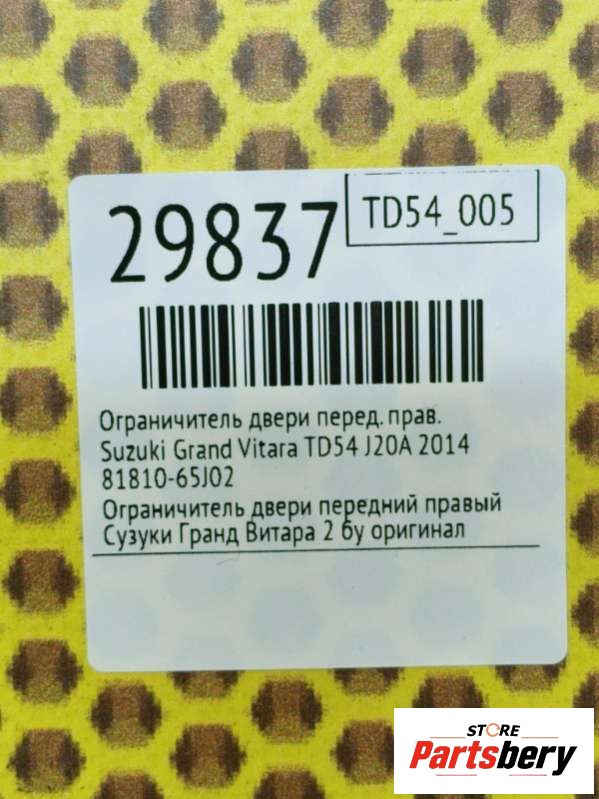 29837
TD54_005
Ограничитель двери перед. прав.
Suzuki Grand Vitara TD54 J20A 2014
81810-65J02
Ограничитель двери передний правый
Сузуки Гранд Витара 2 бу оригинал
STORE
Partsbery